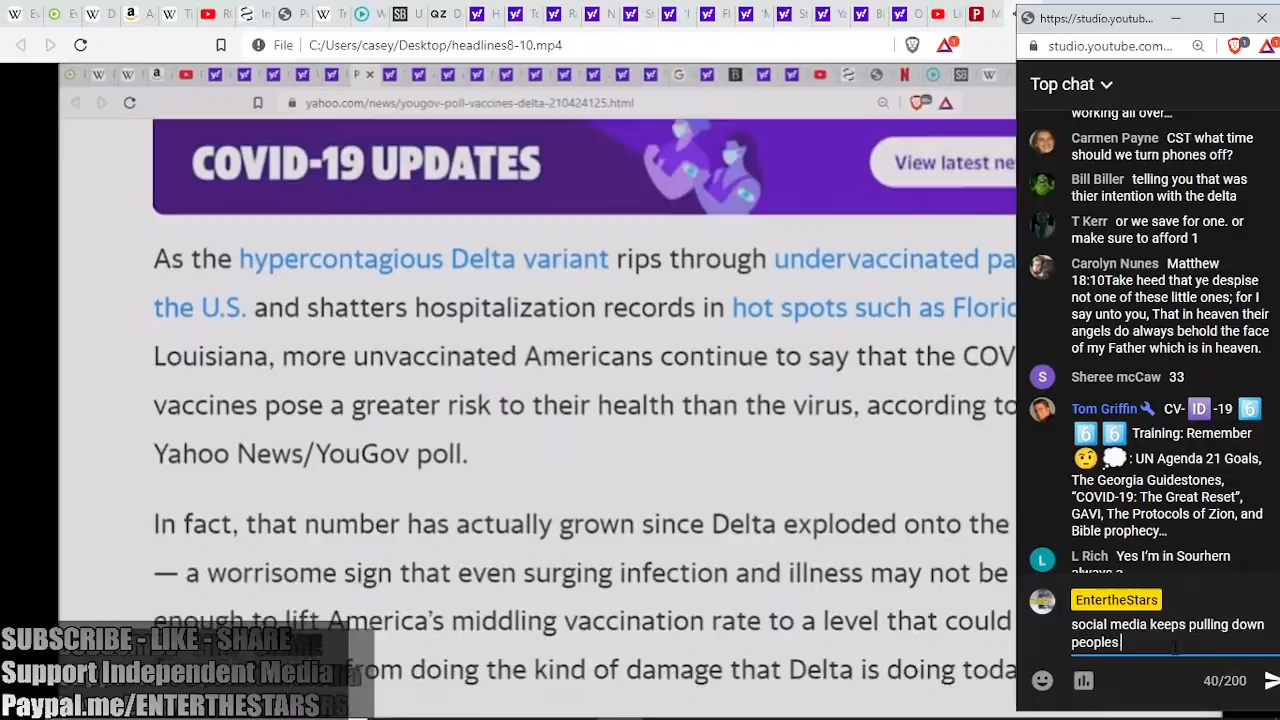 File
C:/Users/casey/Desktop/headlines8-10.mp4
https://studio.youtub...
studio.youtube.com...
yahoo.com/news/yougov-poll-vaccines-delta-210424125.html
COVID-19 UPDATES
View latest ne
As the hypercontagious Delta variant rips through undervaccinated pa
the U.S. and shatters hospitalization records in hot spots such as Floric
Louisiana, more unvaccinated Americans continue to say that the COV
vaccines pose a greater risk to their health than the virus, according to
Yahoo News/YouGov poll.
In fact, that number has actually grown since Delta exploded onto the
— a worrisome sign that even surging infection and illness may not be
enough to lift America's middling vaccination rate to a level that could
from doing the kind of damage that Delta is doing toda
SUBSCRIBE - LIKE - SHARE
Support Independent Media
Paypal.me/ENTERTHESTARS
Top chat
working all over...
Carmen Payne CST what time
should we turn phones off?
Bill Biller telling you that was
thier intention with the delta
T Kerr or we save for one. or
make sure to afford 1
Carolyn Nunes Matthew
18:10Take heed that ye despise
not one of these little ones; for I
say unto you, That in heaven their
angels do always behold the face
of my Father which is in heaven.
Sheree mcCaw 33
Tom Griffin CV- ID -19 6
6 6 Training: Remember
: UN Agenda 21 Goals,
The Georgia Guidestones,
“COVID-19: The Great Reset”,
GAVI, The Protocols of Zion, and
Bible prophecy...
L Rich Yes I'm in Sourhern
EntertheStars
social media keeps pulling down
peoples
40/200